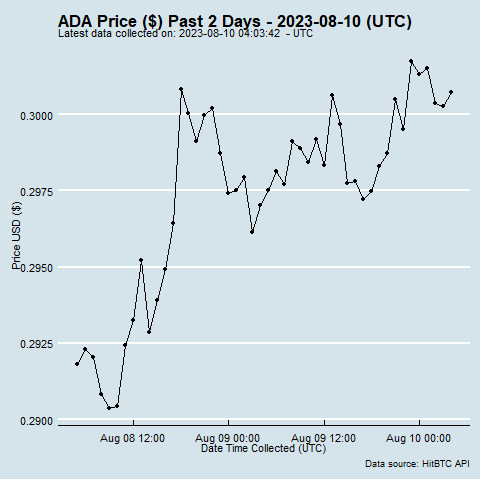 ADA Price ($) Past 2 Days - 2023-08-10 (UTC)
Latest data collected on: 2023-08-10 04:03:42 - UTC
0.3000
0.2975
0.2950
0.2925
0.2900
Price USD ($)
Aug 08 12:00 Aug 09 00:00 Aug 09 12:00 Aug 10 00:00
Date Time Collected (UTC)
Data source: HitBTC API